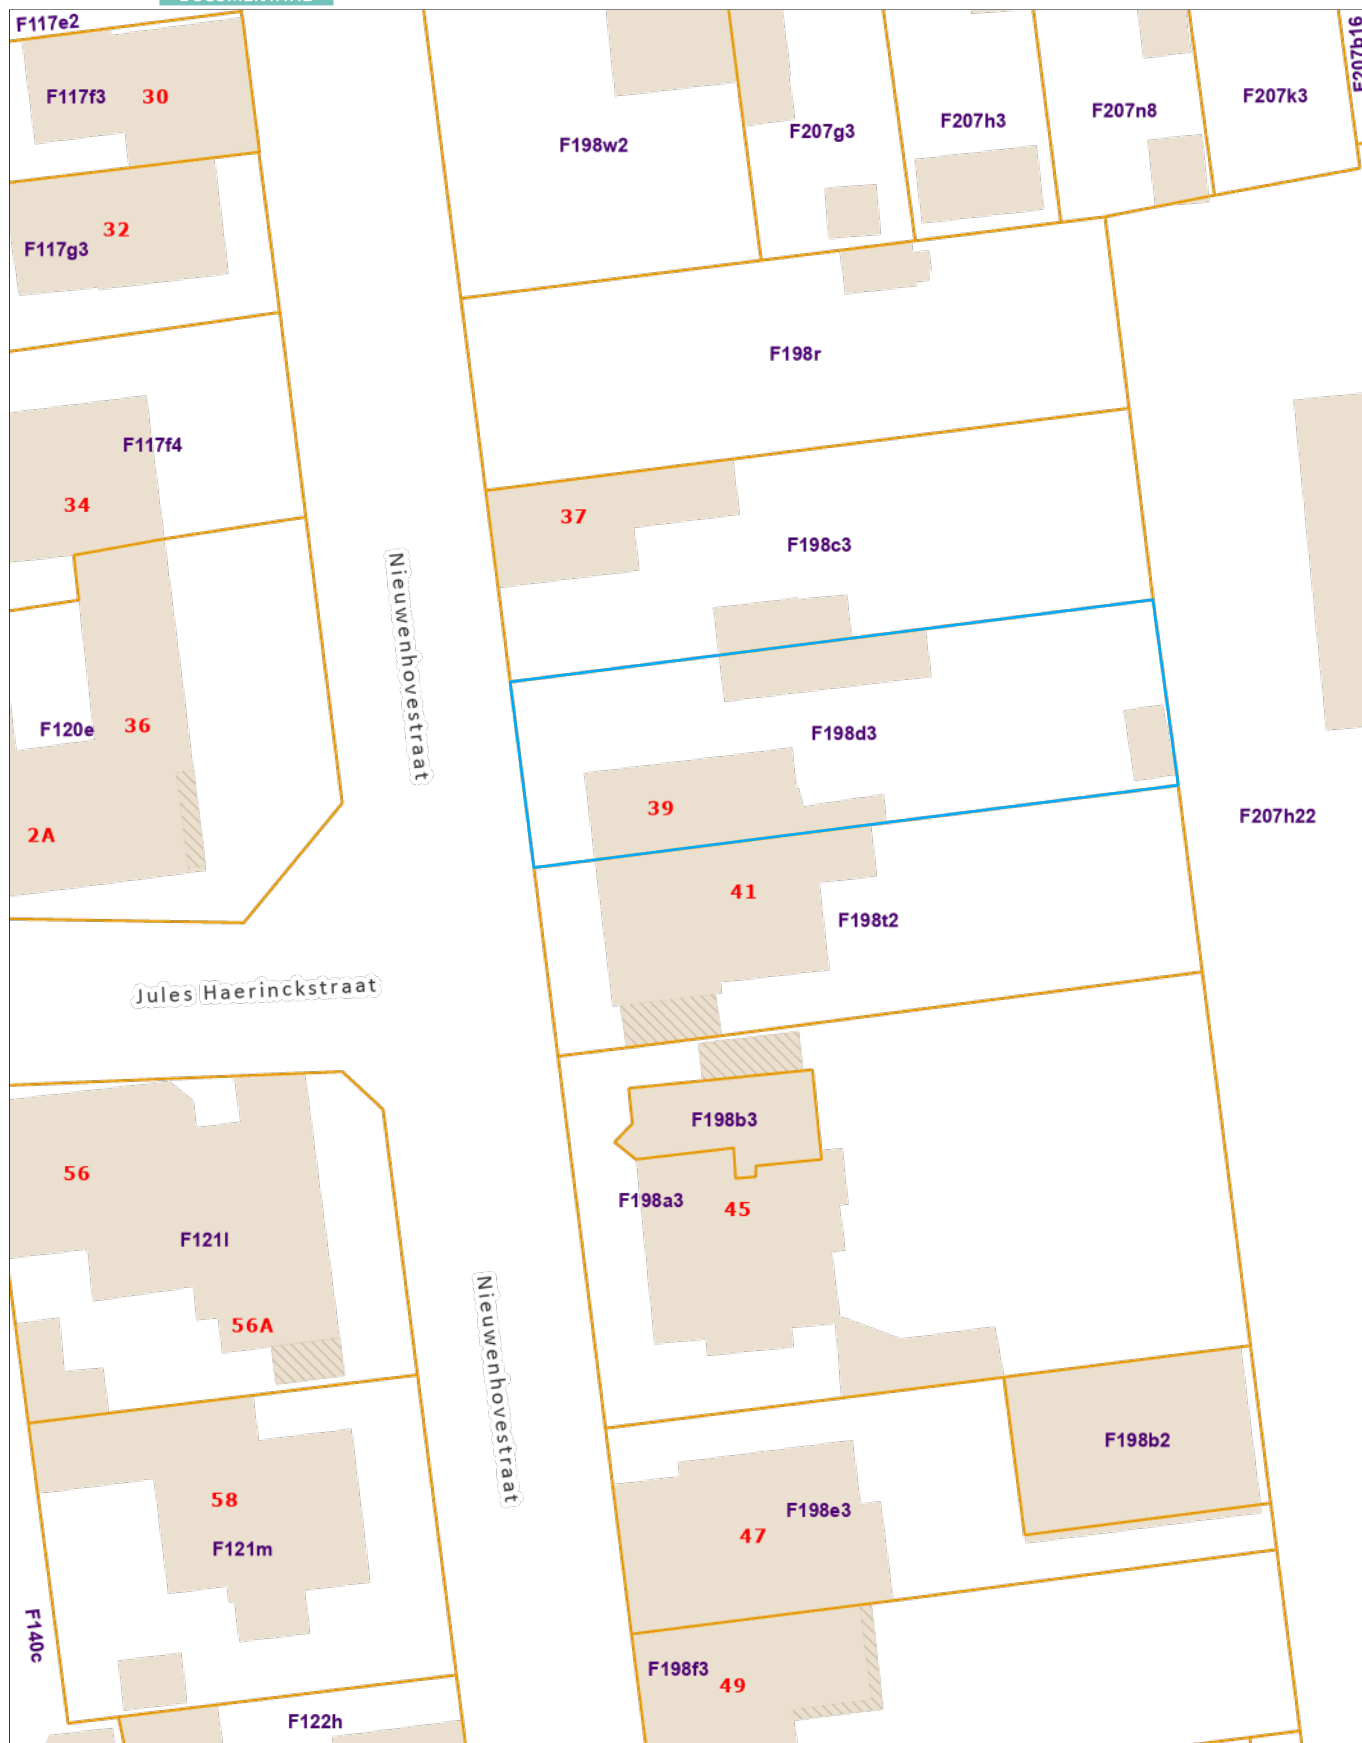 F117e2
F117f3
30
F198w2
F207g3
F207h3
F207n8
F207k3
F207b16
32
F117g3
F198r
F117f4
34
37
F198c3
Nieuwenhovestraat
F120e
36
F198d3
39
2A
F207h22
41
F198t2
Jules Haerinckstraat
F198b3
56
F198a3
45
F121l
56A
Nieuwenhovestraat
F198b2
58
F198e3
47
F121m
F140c
F198f3
49
F122h